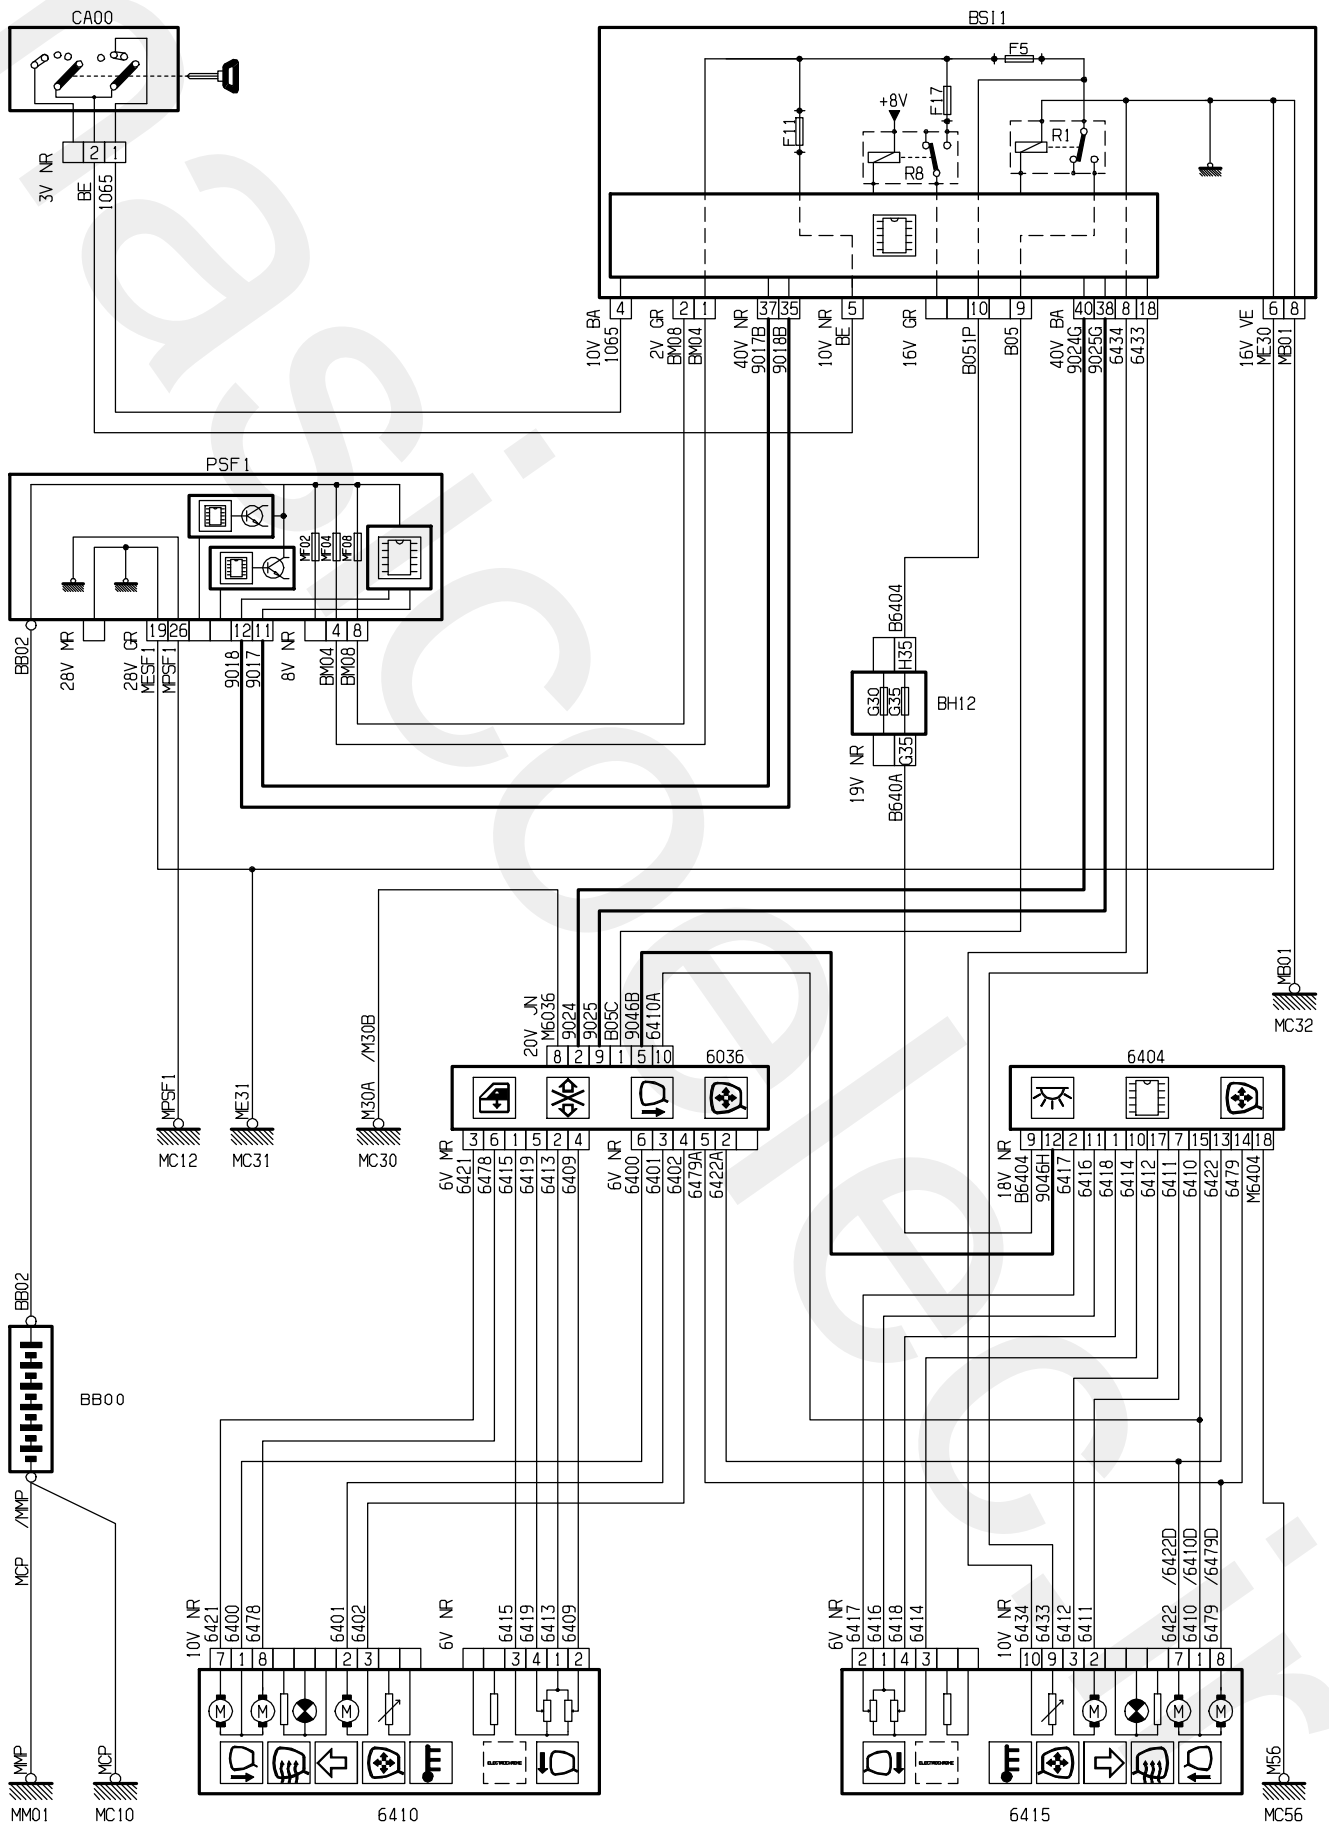 CA00
BSI1
F5
F17
+8V
F11
R1
R8
2 1
3V NR
BE
1065
4 2 1 37 35 5 10 9 40 38 8 18 6 8
10V BA
1065
2V GR
BM08
BM04
40V NR
9017B
9018B
10V NR
BE
16V GR
B051P
B05
40V BA
9024G
9025G
6434
6433
16V VE
ME30
MB01
PSF1
MF02
MF04
MF08
19 26 12 11 4 8
BB02
28V MR
28V GR
MESF1
MPSF1
9018
9017
8V NR
BM04
BM08
B6404
H35
G30
G35
BH12
G35
19V NR
B640A
MB01
MC32
20V JN
M6036
9024
9025
B05C
9046B
6410A
8 2 9 1 5 10
6036
6404
M30A /M30B
MPSF1
ME31
MC12
MC31
MC30
3 6 1 5 2 4 6 3 4 5 2
6V MR
6421
6478
6415
6419
6413
6409
6V NR
6400
6401
6402
6479A
6422A
9 12 2 11 1 10 17 7 15 13 14 18
18V NR
B6404
9046H
6417
6416
6418
6414
6412
6411
6410
6422
6479
M6404
BB02
BB00
MCP /MMP
10V NR
6421
6400
6478
6401
6402
6V NR
6415
6419
6413
6409
6V NR
6417
6416
6418
6414
10V NR
6434
6433
6412
6411
6422 /6422D
6410 /6410D
6479 /6479D
7 1 8 2 3 3 4 1 2
2 1 4 3 10 9 3 2 7 1 8
M M M
M M M
ELECTROCHROME
ELECTROCHROME
MMP
MCP
M56
MM01
MC10
6410
6415
MC56